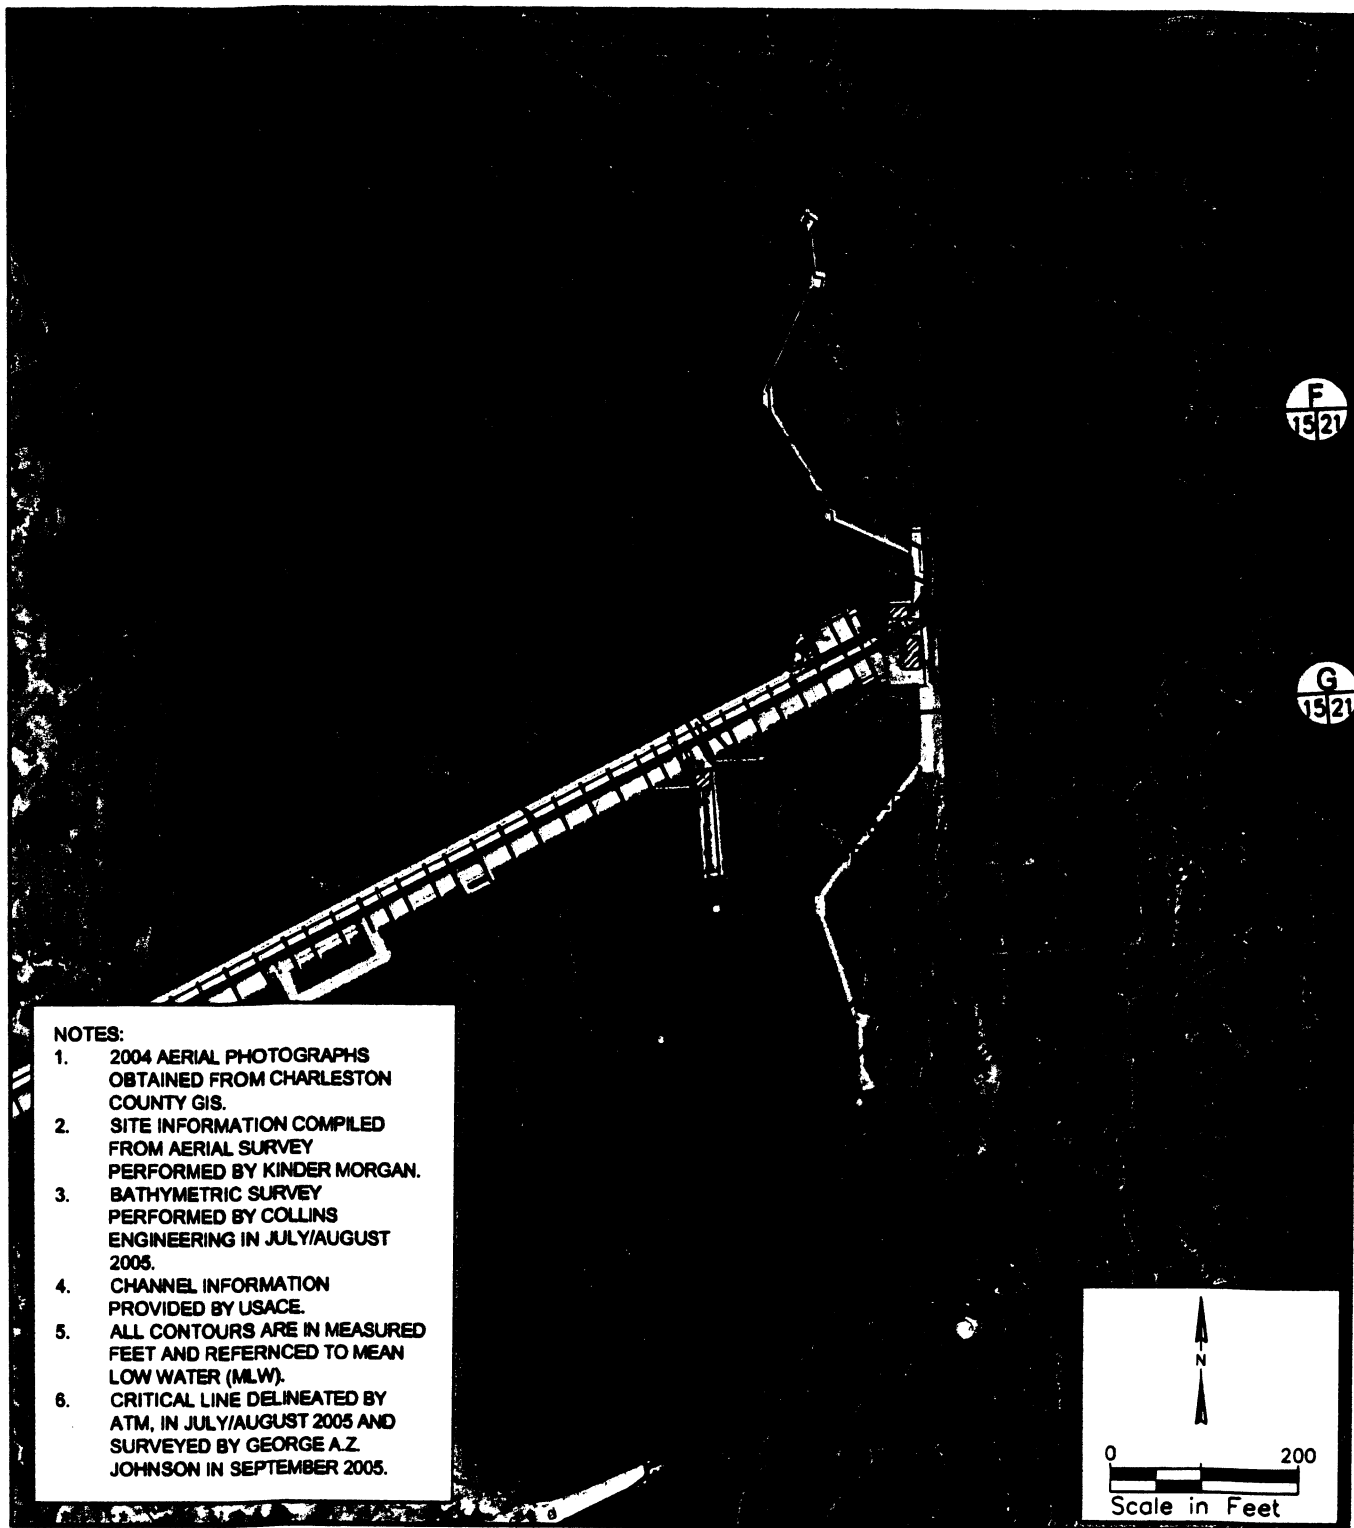 F
15 21
G
15 21
NOTES:
1. 2004 AERIAL PHOTOGRAPHS
OBTAINED FROM CHARLESTON
COUNTY GIS.
2. SITE INFORMATION COMPILED
FROM AERIAL SURVEY
PERFORMED BY KINDER MORGAN.
3. BATHYMETRIC SURVEY
PERFORMED BY COLLINS
ENGINEERING IN JULY/AUGUST
2005.
4. CHANNEL INFORMATION
PROVIDED BY USACE.
5. ALL CONTOURS ARE IN MEASURED
FEET AND REFERNCED TO MEAN
LOW WATER (MLW).
6. CRITICAL LINE DELINEATED BY
ATM, IN JULY/AUGUST 2005 AND
SURVEYED BY GEORGE A.Z.
JOHNSON IN SEPTEMBER 2005.
N
0 200
Scale in Feet